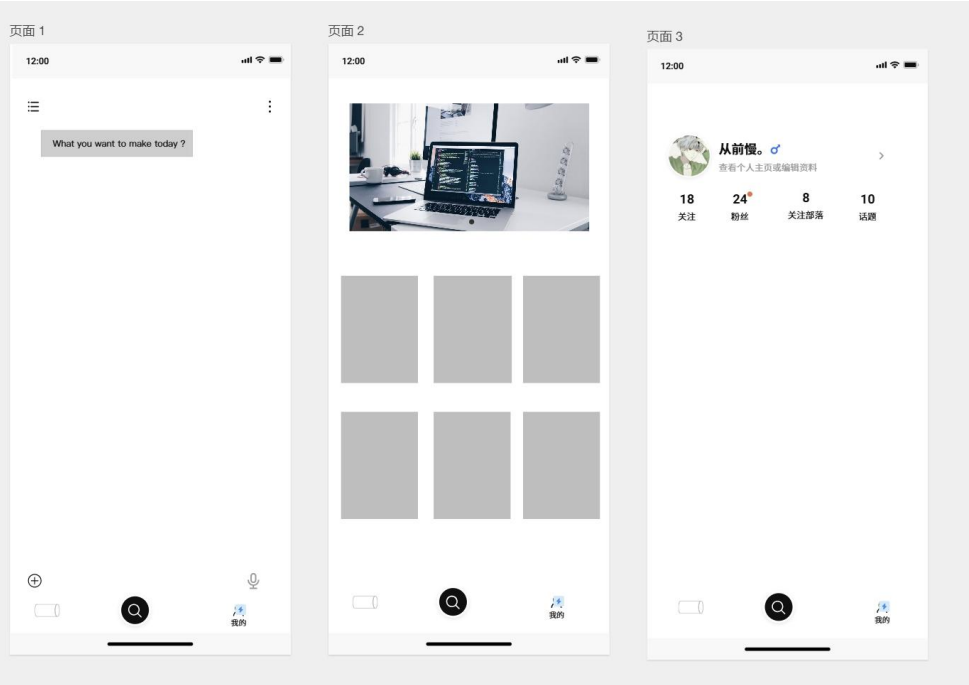 页面 1
12:00
What you want to make today ?
我的
页面 2
12:00
我的
页面 3
12:00
从前慢。
查看个人主页或编辑资料
18 24 8 10
关注 粉丝 关注部落 话题
我的